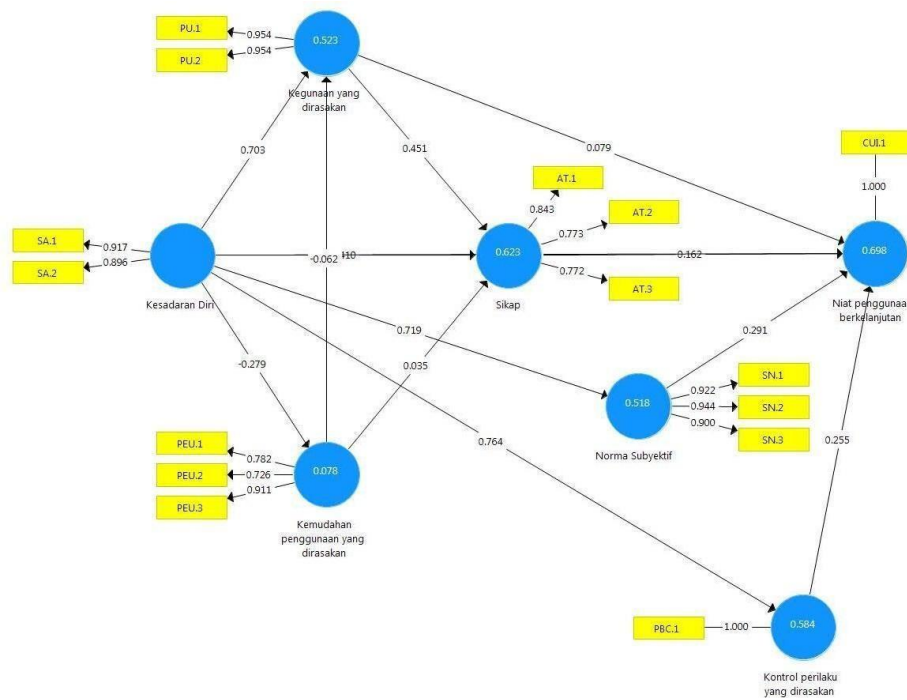 PU.1
0.954
0.523
PU.2
0.954
Kegunaan yang
dirasakan
CUI.1
0.703
0.451
0.079
1.000
AT.1
0.843
AT.2
SA.1
0.917
0.773
SA.2
0.896
-0.062
0.623
0.162
0.698
0.772
AT.3
Kesadaran Diri
Sikap
Niat penggunaa
berkelanjutan
0.719
0.291
-0.279
0.035
SN.1
0.922
0.518
0.944
SN.2
0.900
SN.3
PEU.1
0.782
0.764
0.255
Norma Subyektif
PEU.2
0.726
0.078
PEU.3
0.911
Kemudahan
penggunaan yang
dirasakan
PBC.1
1.000
0.584
Kontrol perilaku
yang dirasakan